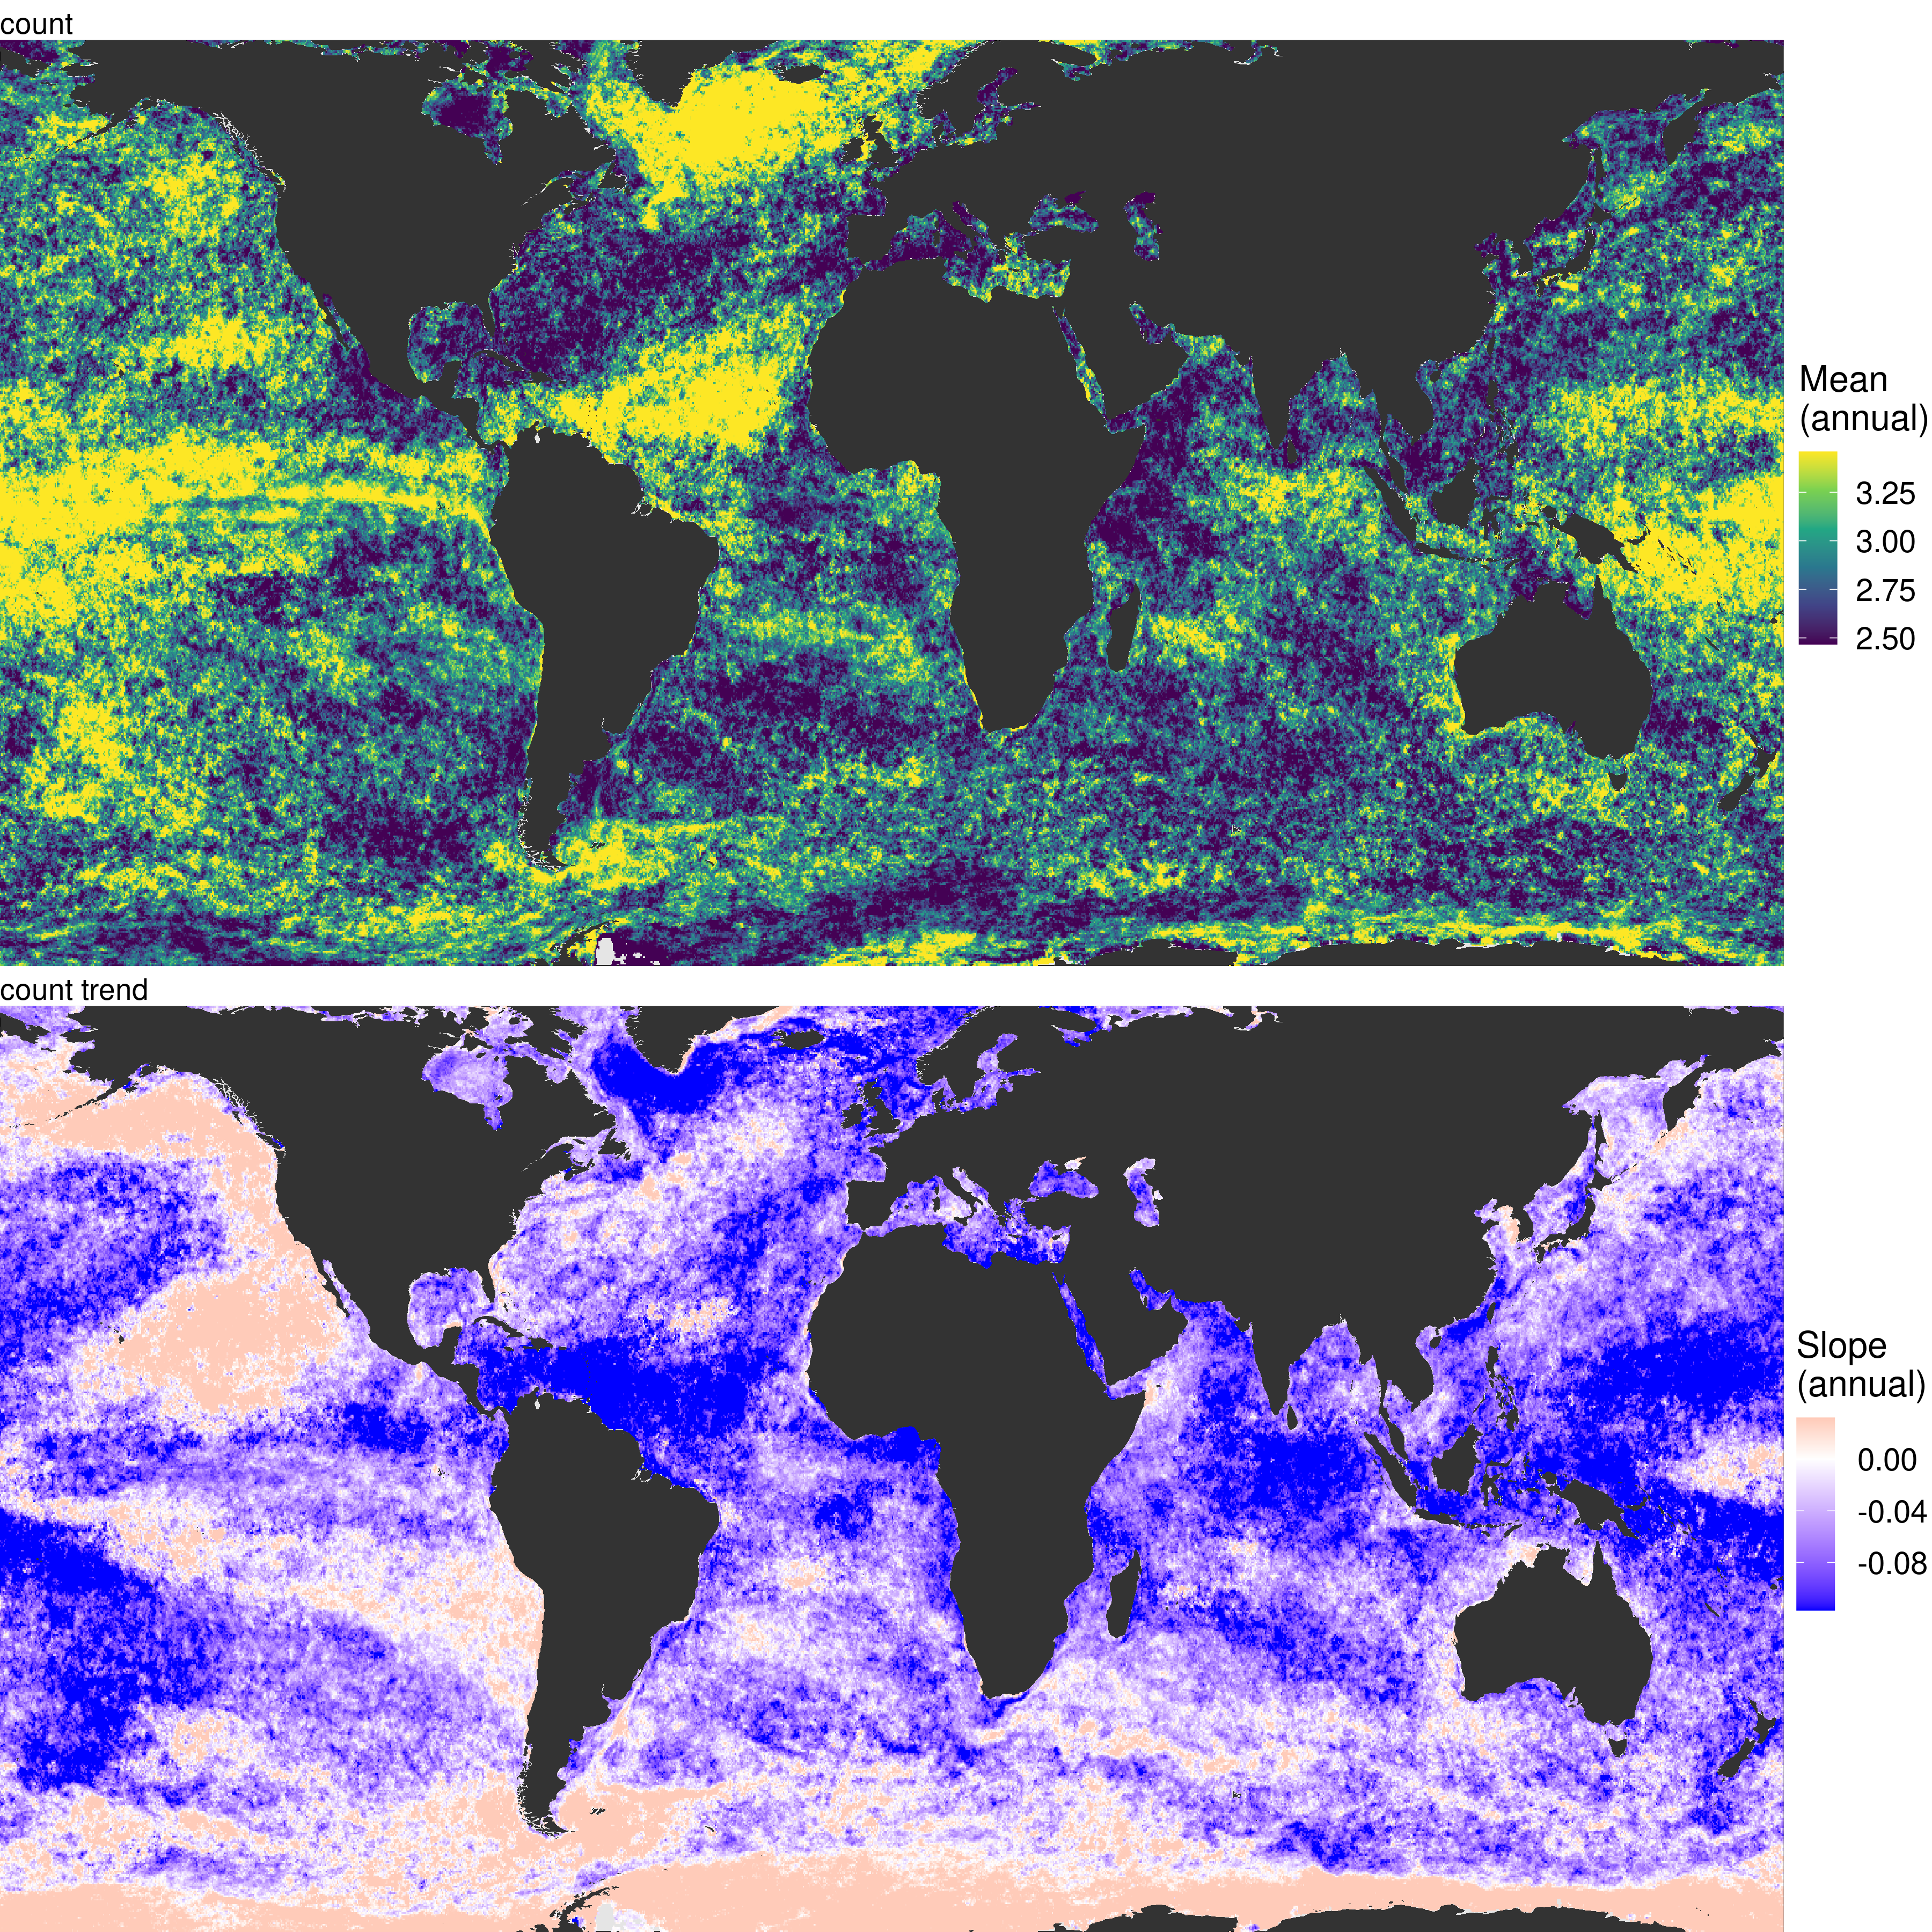 count
Mean
(annual)
3.25
3.00
2.75
2.50
count trend
Slope
(annual)
0.00
-0.04
-0.08